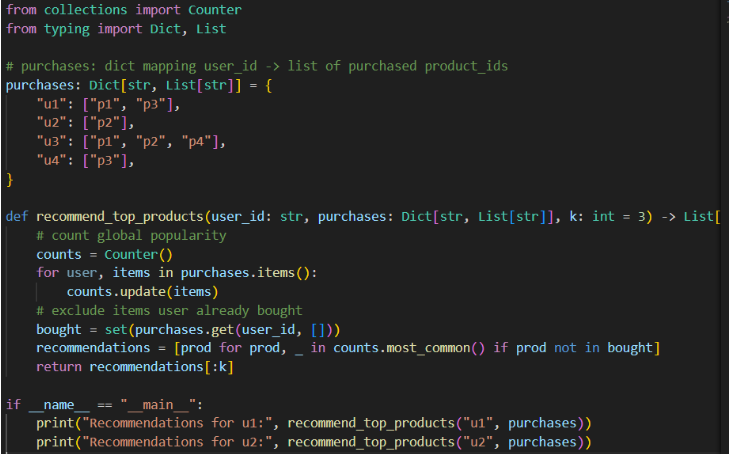 from collections import Counter
from typing import Dict, List

# purchases: dict mapping user_id -> list of purchased product_ids
purchases: Dict[str, List[str]] = {
    "u1": ["p1", "p3"],
    "u2": ["p2"],
    "u3": ["p1", "p2", "p4"],
    "u4": ["p3"],
}

def recommend_top_products(user_id: str, purchases: Dict[str, List[str]], k: int = 3) -> List[
    # count global popularity
    counts = Counter()
    for user, items in purchases.items():
        counts.update(items)
    # exclude items user already bought
    bought = set(purchases.get(user_id, []))
    recommendations = [prod for prod, _ in counts.most_common() if prod not in bought]
    return recommendations[:k]

if __name__ == "__main__":
    print("Recommendations for u1:", recommend_top_products("u1", purchases))
    print("Recommendations for u2:", recommend_top_products("u2", purchases))